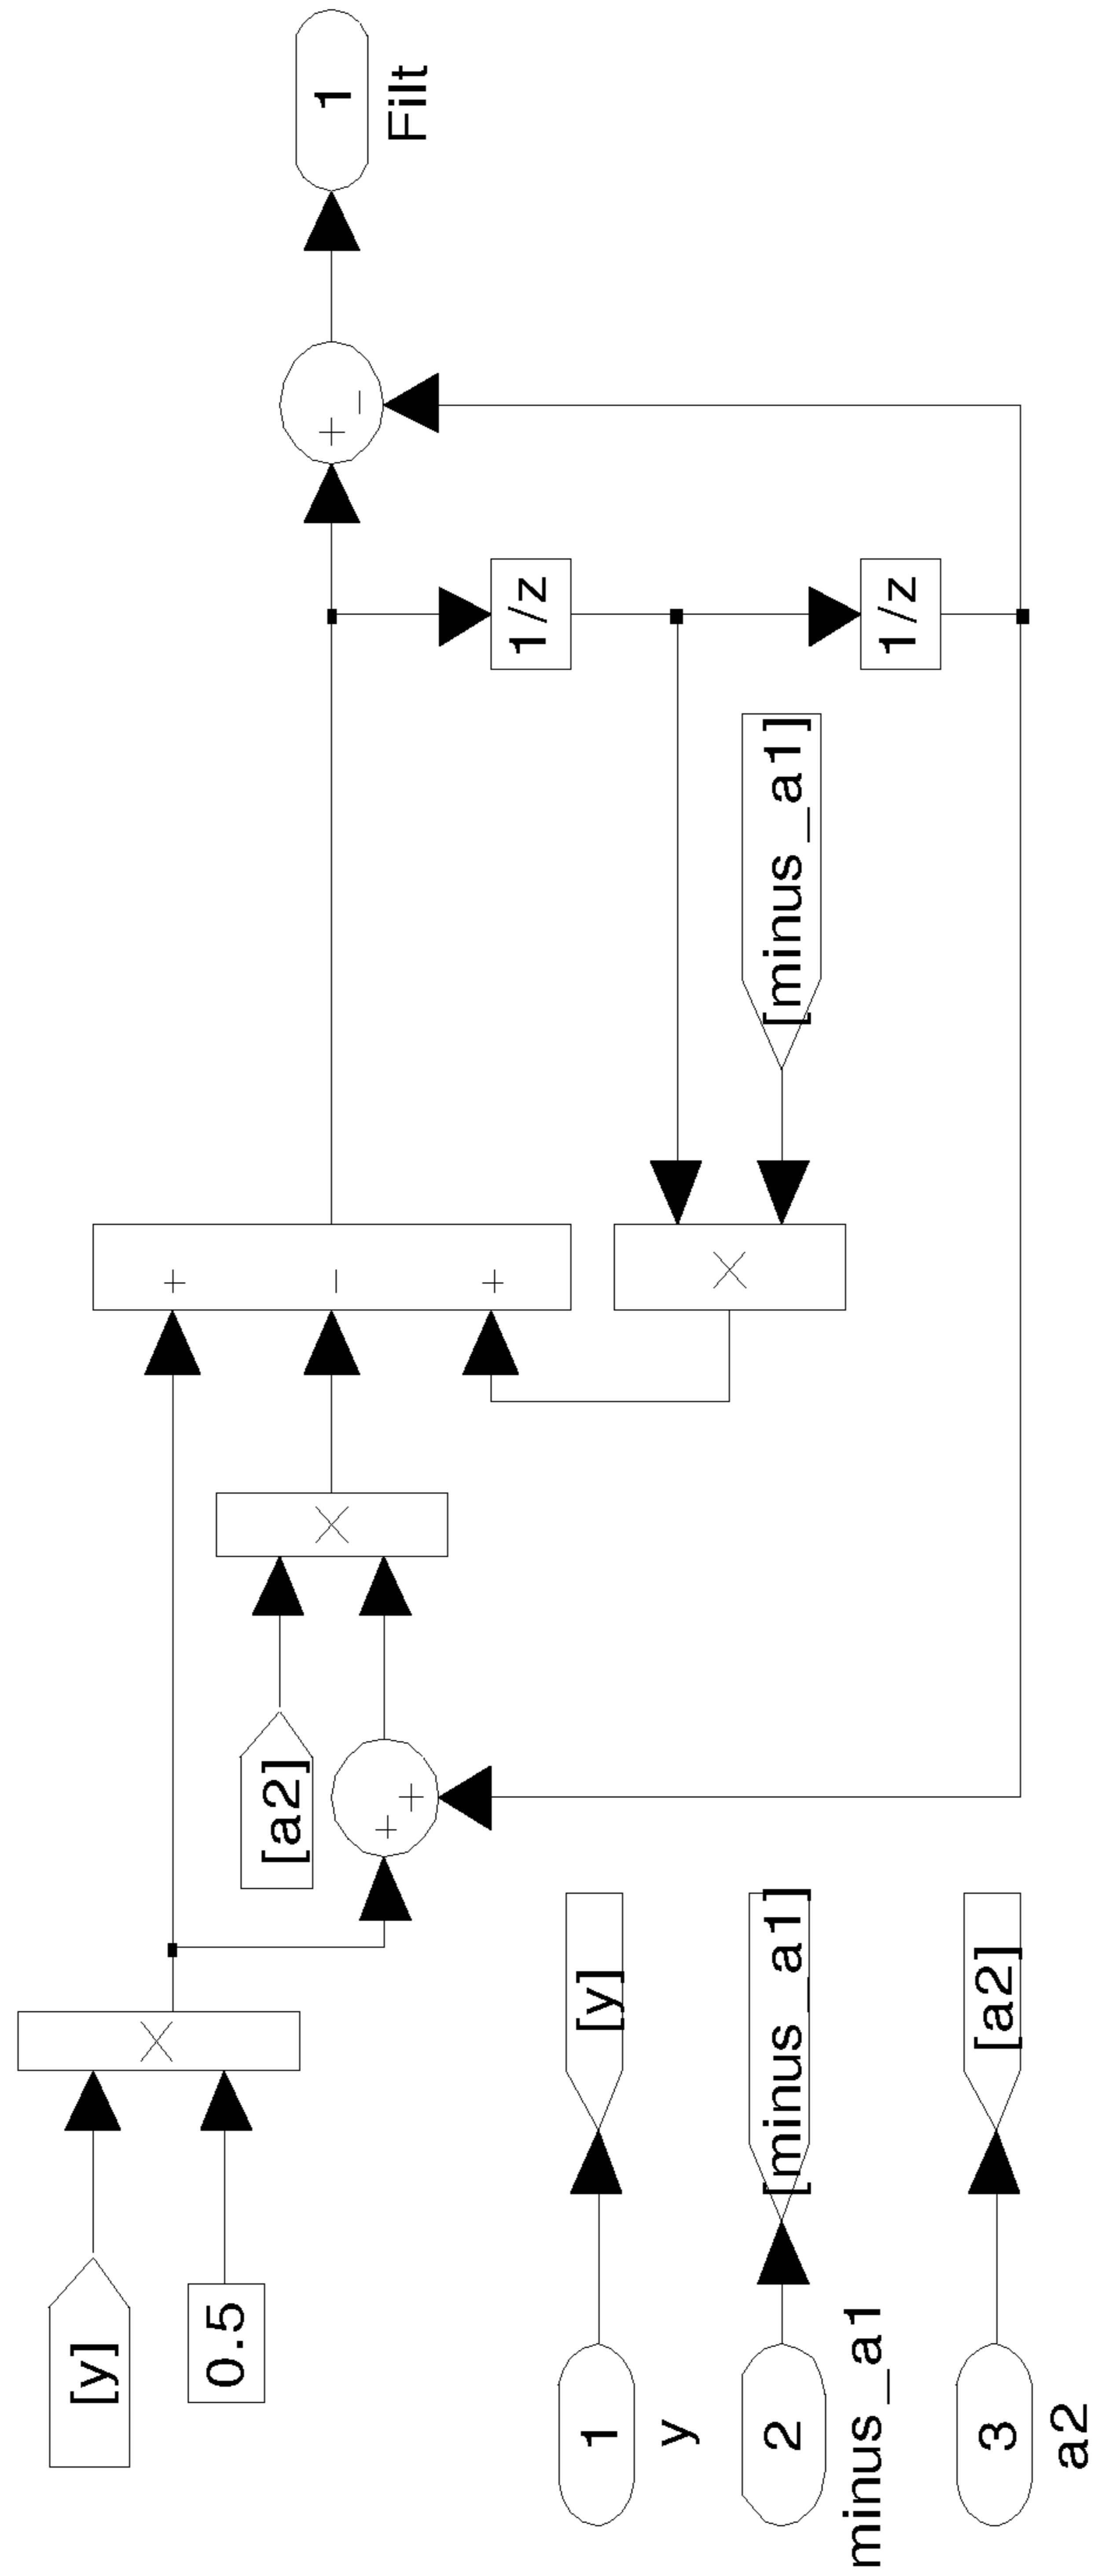 [y]
0.5
×
[a2]
+
+
×
+
−
+
×
[minus_a1]
1/z
1/z
+
−
1
Filt
1
y
[y]
2
minus_a1
[minus_a1]
3
a2
[a2]